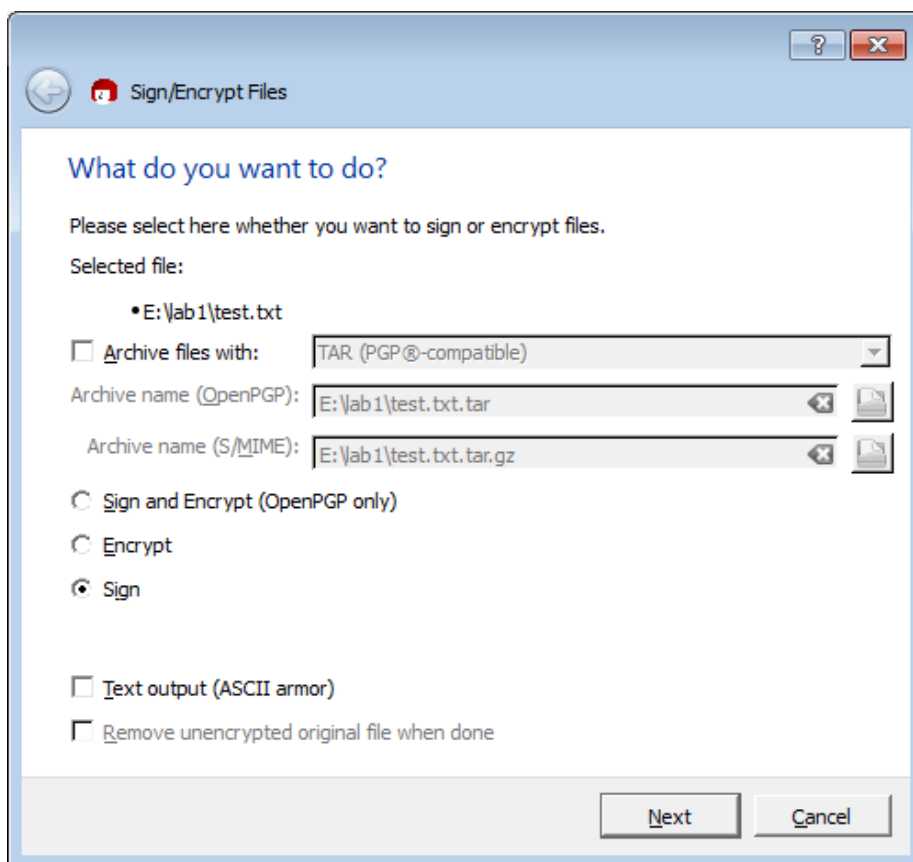 ?
Sign/Encrypt Files
What do you want to do?
Please select here whether you want to sign or encrypt files.
Selected file:
•E:\lab1\test.txt
Archive files with: TAR (PGP®-compatible)
Archive name (OpenPGP): E:\lab1\test.txt.tar
Archive name (S/MIME): E:\lab1\test.txt.tar.gz
Sign and Encrypt (OpenPGP only)
Encrypt
Sign
Text output (ASCII armor)
Remove unencrypted original file when done
Next Cancel